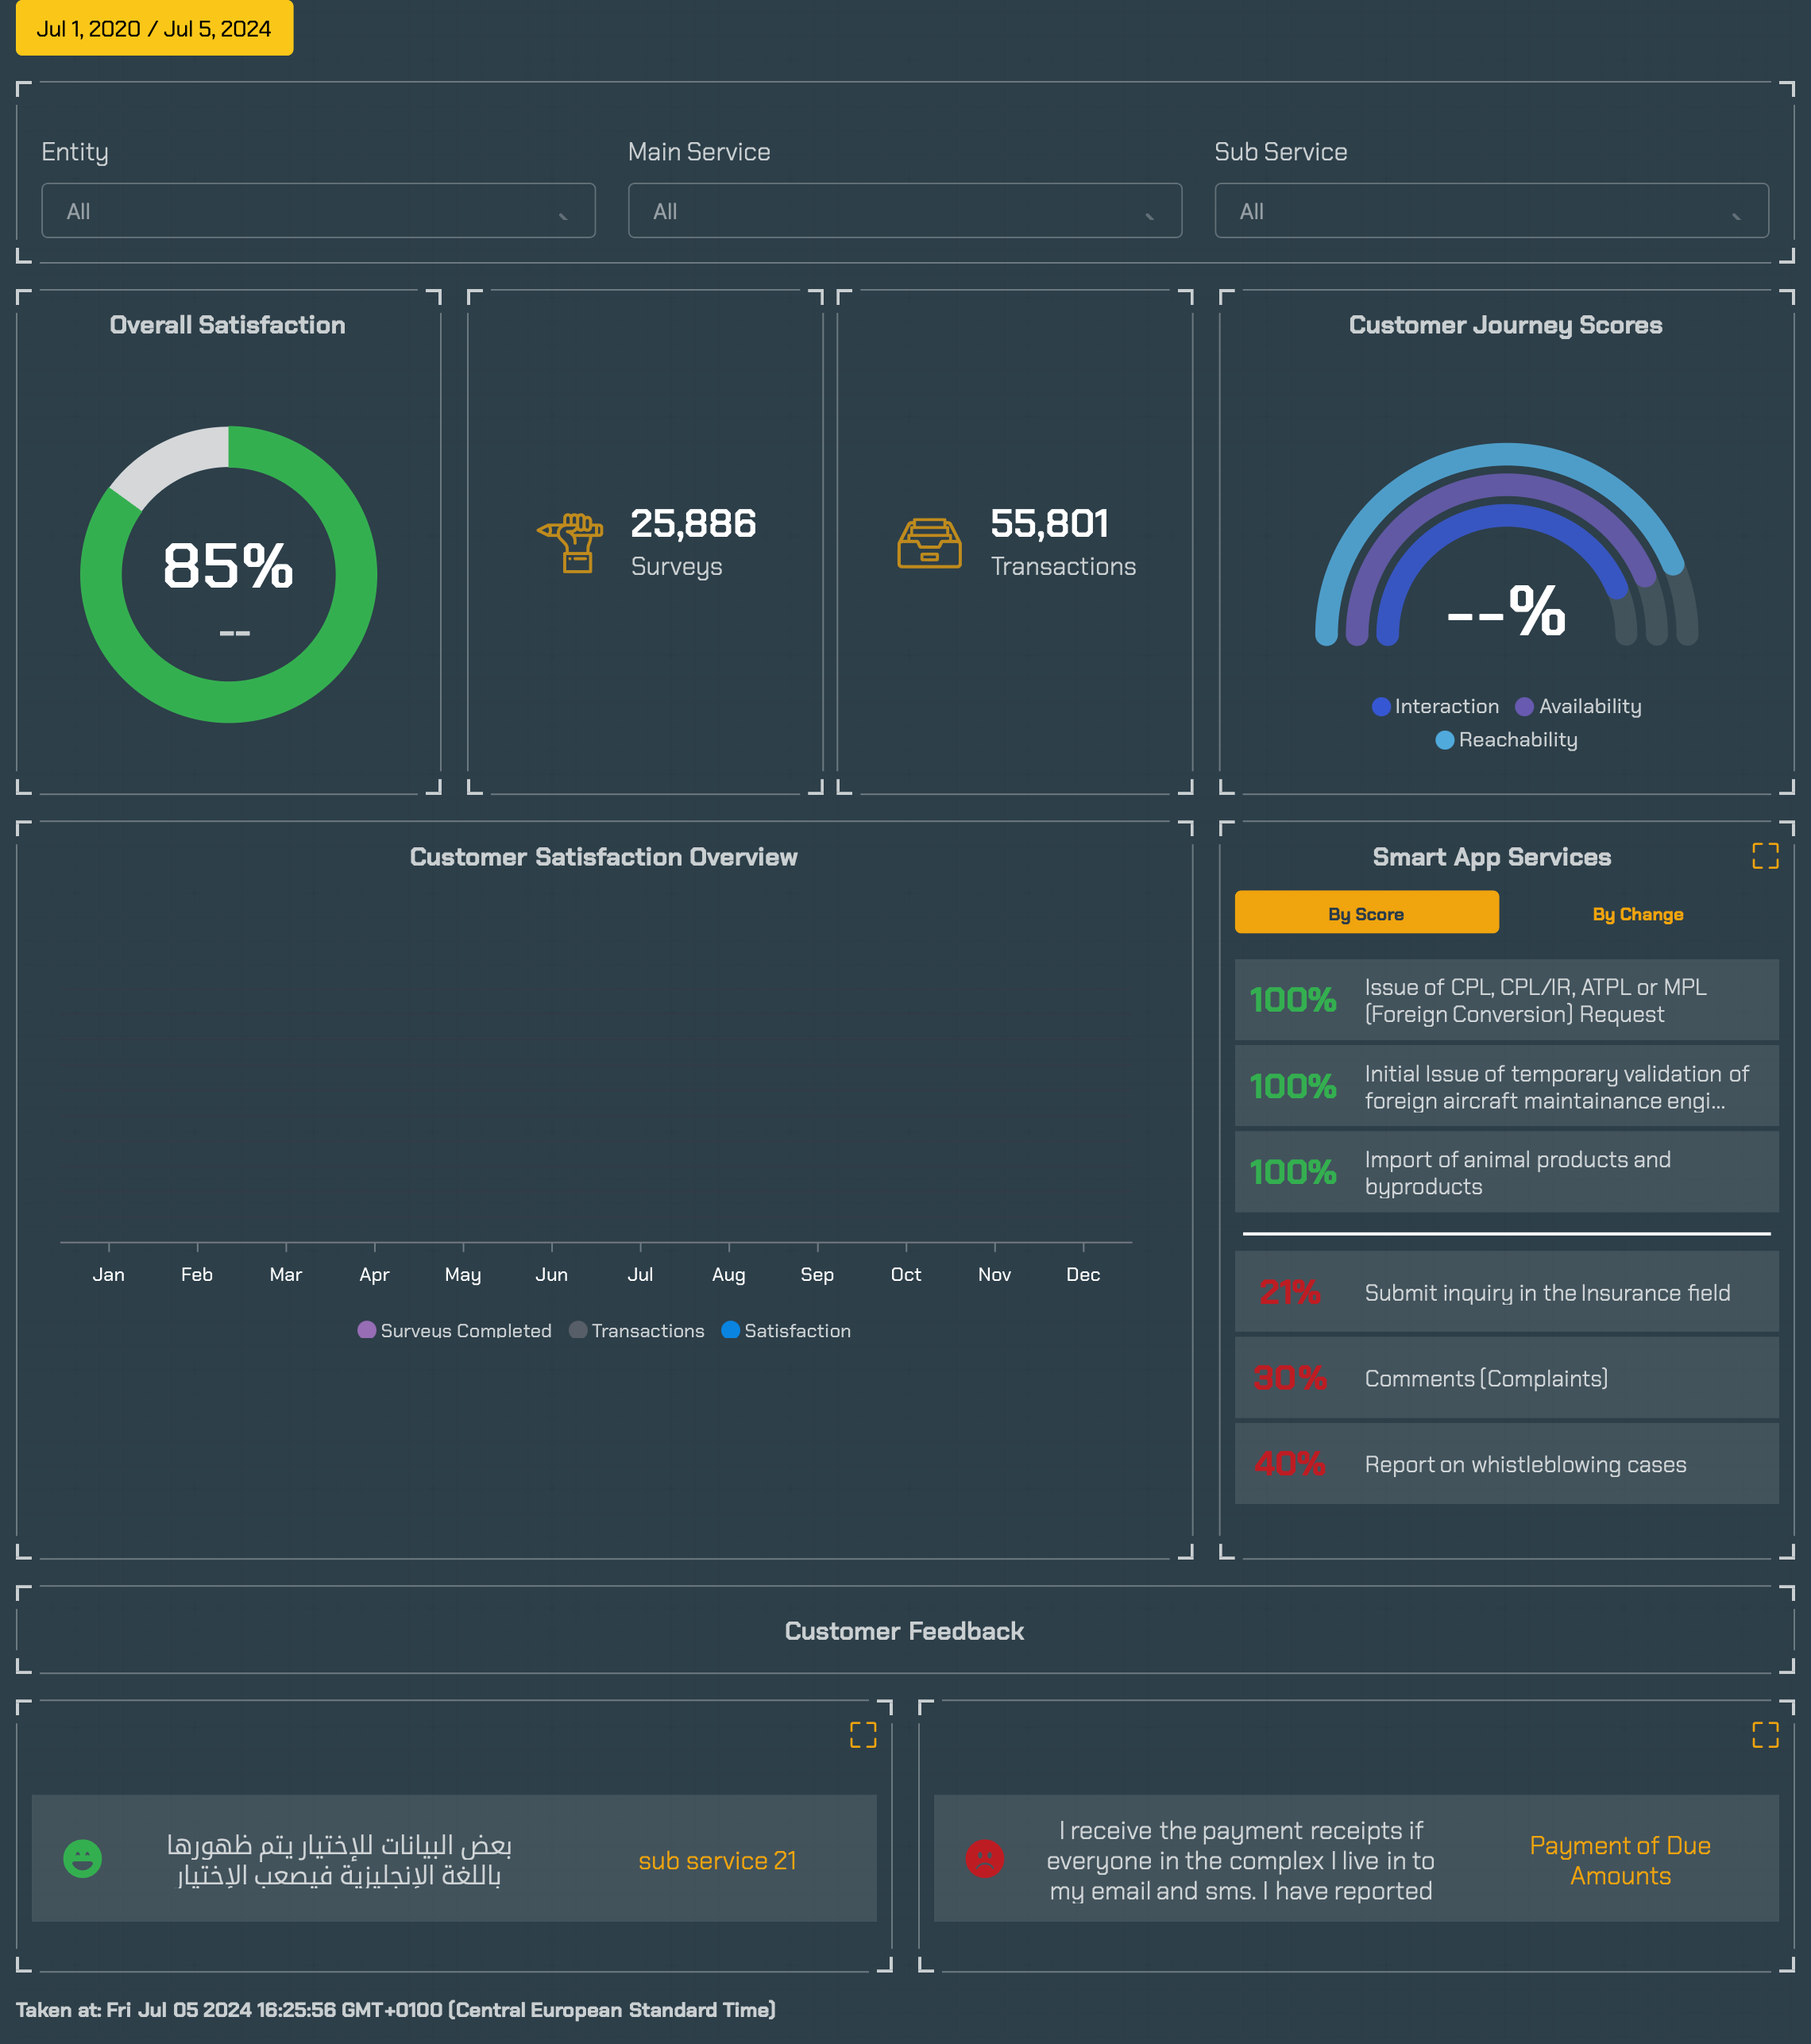 Jul 1, 2020 / Jul 5, 2024
Entity
Main Service
Sub Service
All
All
All
Overall Satisfaction
85%
--
25,886
Surveys
55,801
Transactions
Customer Journey Scores
--%
Interaction
Availability
Reachability
Customer Satisfaction Overview
Jan
Feb
Mar
Apr
May
Jun
Jul
Aug
Sep
Oct
Nov
Dec
Surveys Completed
Transactions
Satisfaction
Smart App Services
By Score
By Change
100%
Issue of CPL, CPL/IR, ATPL or MPL
(Foreign Conversion) Request
100%
Initial Issue of temporary validation of
foreign aircraft maintainance engi...
100%
Import of animal products and
byproducts
21%
Submit inquiry in the Insurance field
30%
Comments (Complaints)
40%
Report on whistleblowing cases
Customer Feedback
بعض البيانات للإختيار يتم ظهورها
باللغة الإنجليزية فيصعب الإختيار
sub service 21
I receive the payment receipts if
everyone in the complex I live in to
my email and sms. I have reported
Payment of Due
Amounts
Taken at: Fri Jul 05 2024 16:25:56 GMT+0100 (Central European Standard Time)